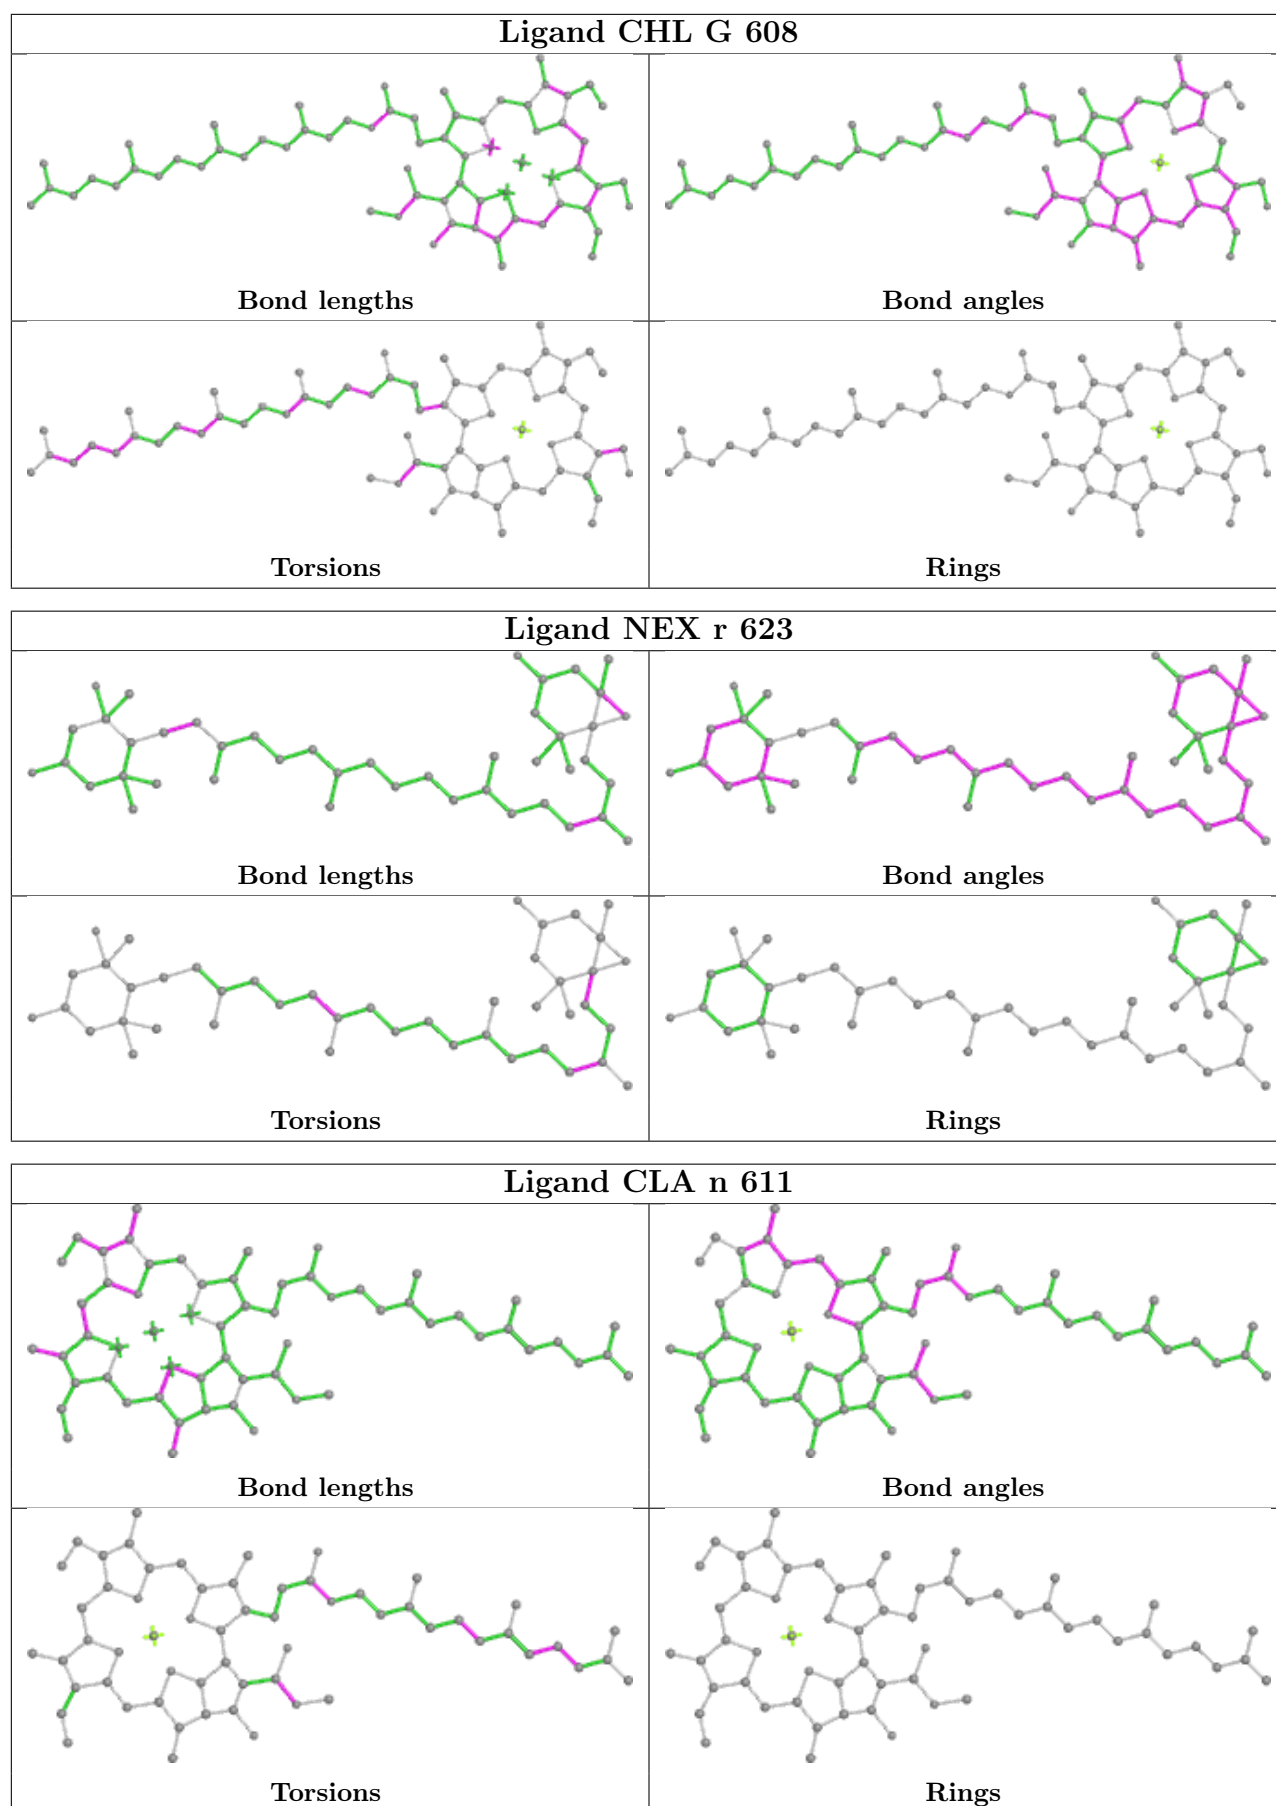 Ligand CHL G 608
Bond lengths
Bond angles
Torsions
Rings
Ligand NEX r 623
Bond lengths
Bond angles
Torsions
Rings
Ligand CLA n 611
Bond lengths
Bond angles
Torsions
Rings